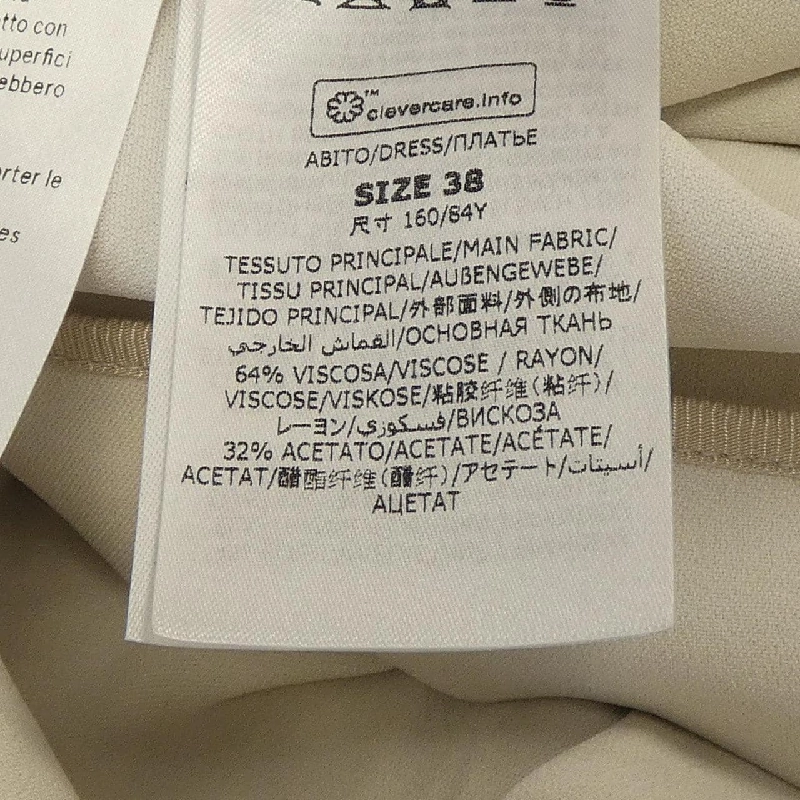 tto con
uperfici
ebbero
rter le
es
™ clevercare.info
ABITO/DRESS/ПЛАТЬЕ
SIZE 38
尺寸 160/84Y
TESSUTO PRINCIPALE/MAIN FABRIC/
TISSU PRINCIPAL/AUßENGEWEBE/
TEJIDO PRINCIPAL/外部面料/外側の布地/
القماش الخارجي/ОСНОВНАЯ ТКАНЬ
64% VISCOSA/VISCOSE / RAYON/
VISCOSE/VISKOSE/粘胶纤维(粘纤)/
レーヨン/فسكوزي/ВИСКОЗА
32% ACETATO/ACETATE/ACÉTATE/
ACETAT/醋酯纤维(醋纤)/アセテート/أسيتات/
АЦЕТАТ